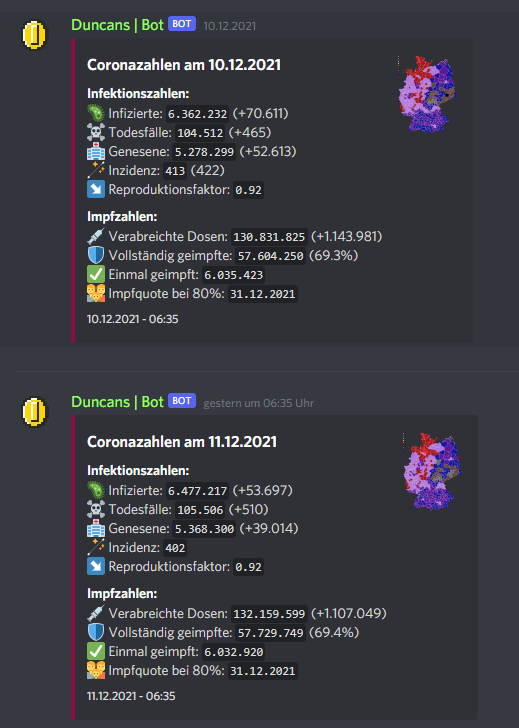 Duncans | Bot BOT 10.12.2021
Coronazahlen am 10.12.2021
Infektionszahlen:
Infizierte: 6.362.232 (+70.611)
Todesfälle: 104.512 (+465)
Genesene: 5.278.299 (+52.613)
Inzidenz: 413 (422)
Reproduktionsfaktor: 0.92
Impfzahlen:
Verabreichte Dosen: 130.831.825 (+1.143.981)
Vollständig geimpfte: 57.604.250 (69.3%)
Einmal geimpft: 6.035.423
Impfquote bei 80%: 31.12.2021
10.12.2021 - 06:35
Duncans | Bot BOT gestern um 06:35 Uhr
Coronazahlen am 11.12.2021
Infektionszahlen:
Infizierte: 6.477.217 (+53.697)
Todesfälle: 105.506 (+510)
Genesene: 5.368.300 (+39.014)
Inzidenz: 402
Reproduktionsfaktor: 0.92
Impfzahlen:
Verabreichte Dosen: 132.159.599 (+1.107.049)
Vollständig geimpfte: 57.729.749 (69.4%)
Einmal geimpft: 6.032.920
Impfquote bei 80%: 31.12.2021
11.12.2021 - 06:35